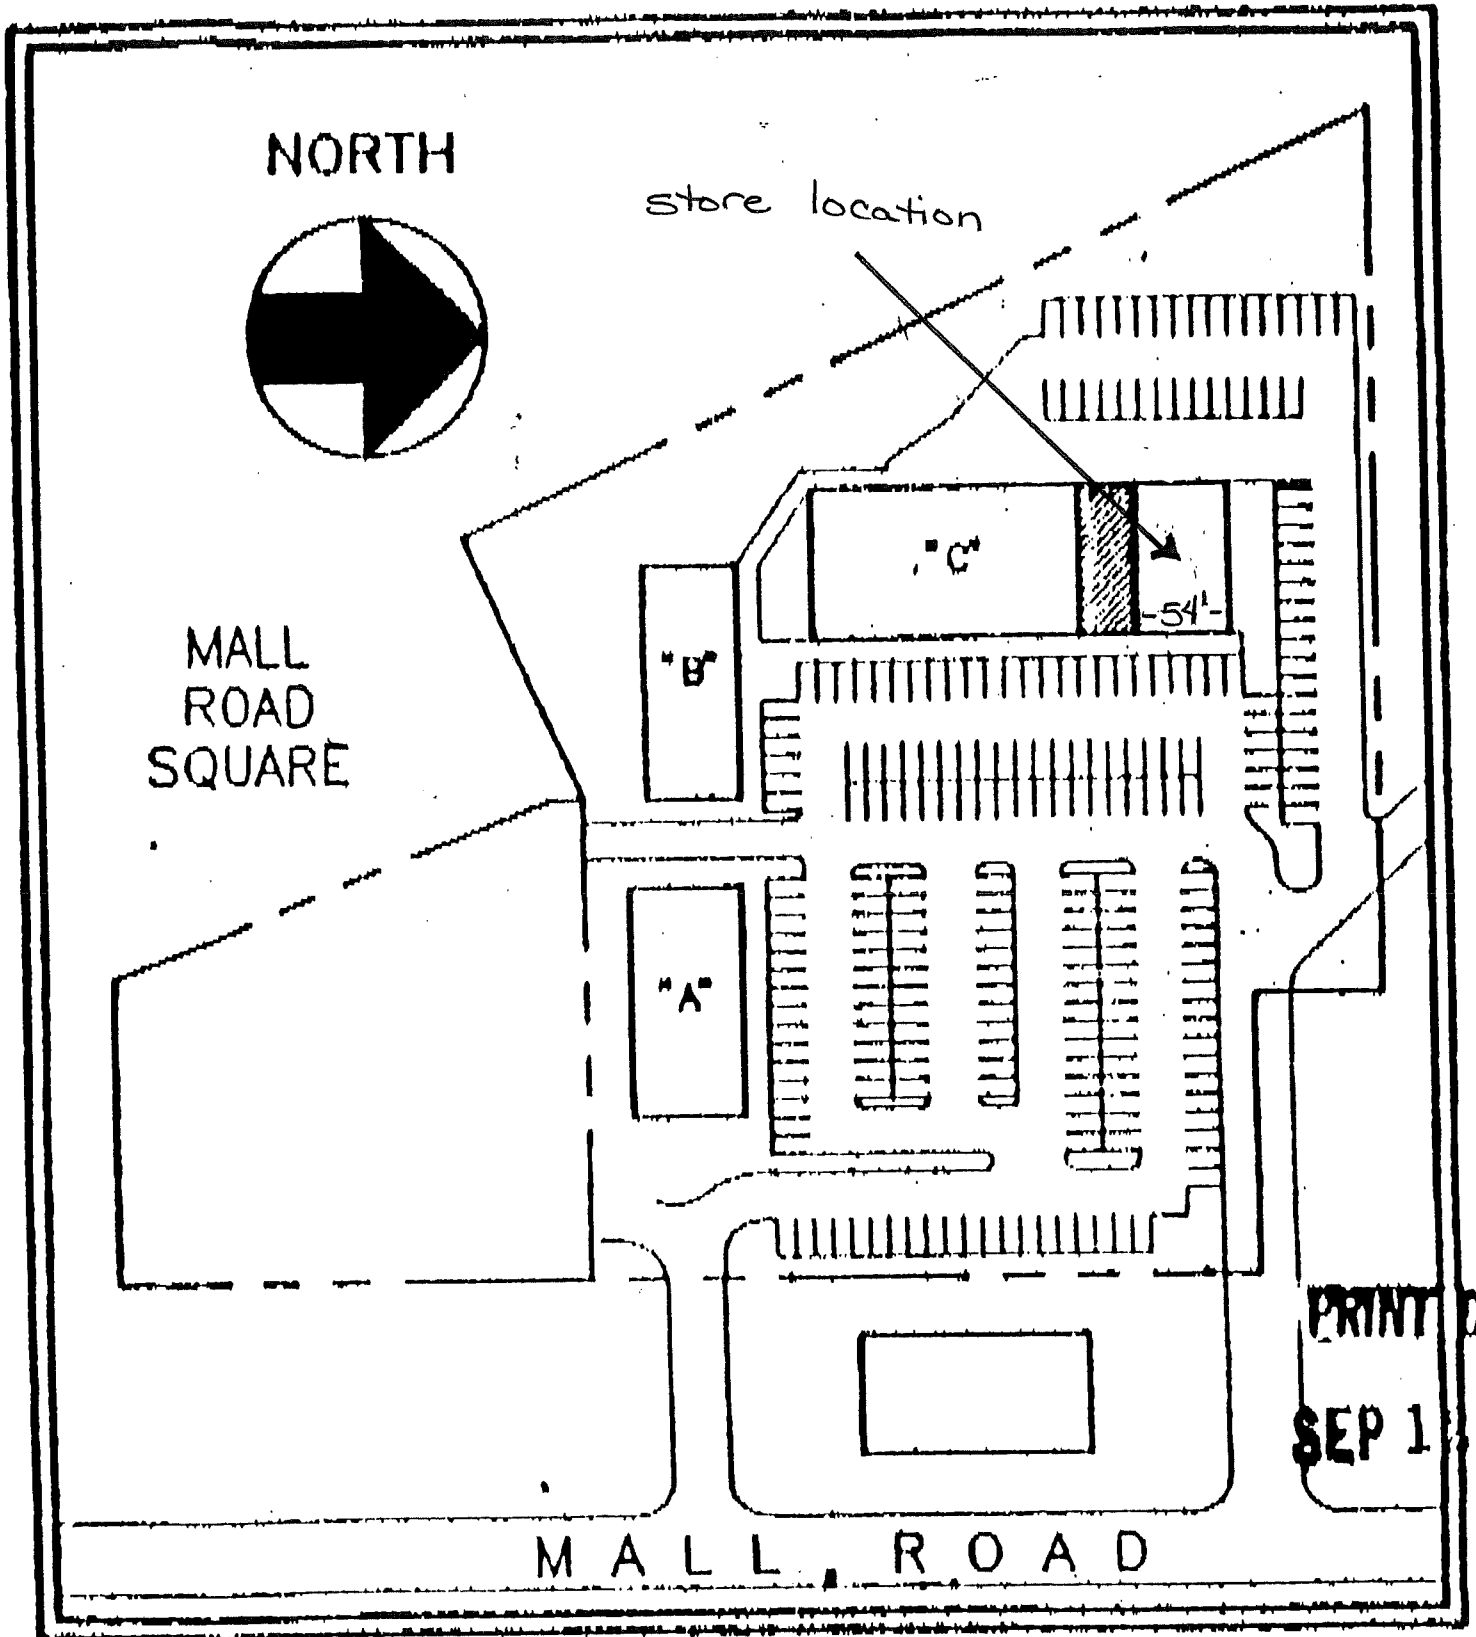 NORTH
store location
"C"
-54'-
"B"
MALL
ROAD
SQUARE
"A"
PRINT
SEP 1
MALL ROAD